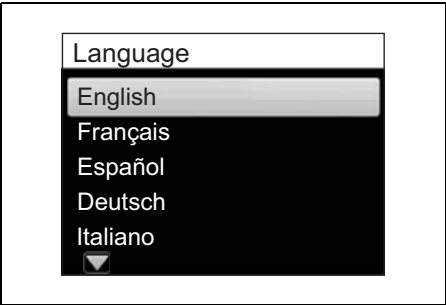 Language
English
Français
Español
Deutsch
Italiano